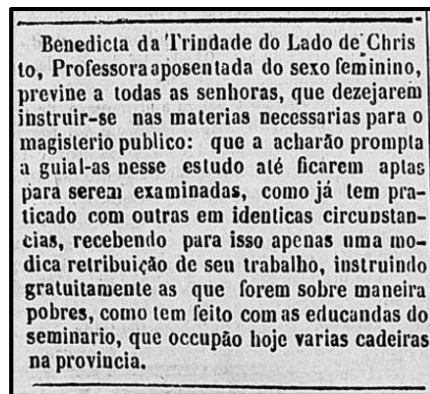 Benedicta da Trindade do Lado de Chris
to, Professora aposentada do sexo feminino,
previne a todas as senhoras, que dezejarem
instruir-se nas materias necessarias para o
magisterio publico: que a acharão prompta
a guial-as nesse estudo até ficarem aptas
para serem examinadas, como já tem pra-
ticado com outras em identicas circunstan-
cias, recebendo para isso apenas uma mo-
dica retribuição de seu trabalho, instruindo
gratuitamente as que forem sobre maneira
pobres, como tem feito com as educandas do
seminario, que occupão hoje varias cadeiras
na provincia.